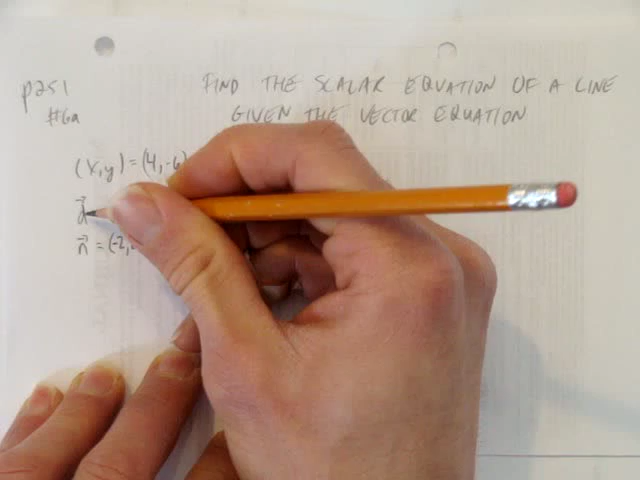 p251 FIND THE SCALAR EQUATION OF A LINE
#6a GIVEN THE VECTOR EQUATION
(x,y) = (4,-6)
d
n = (-2,